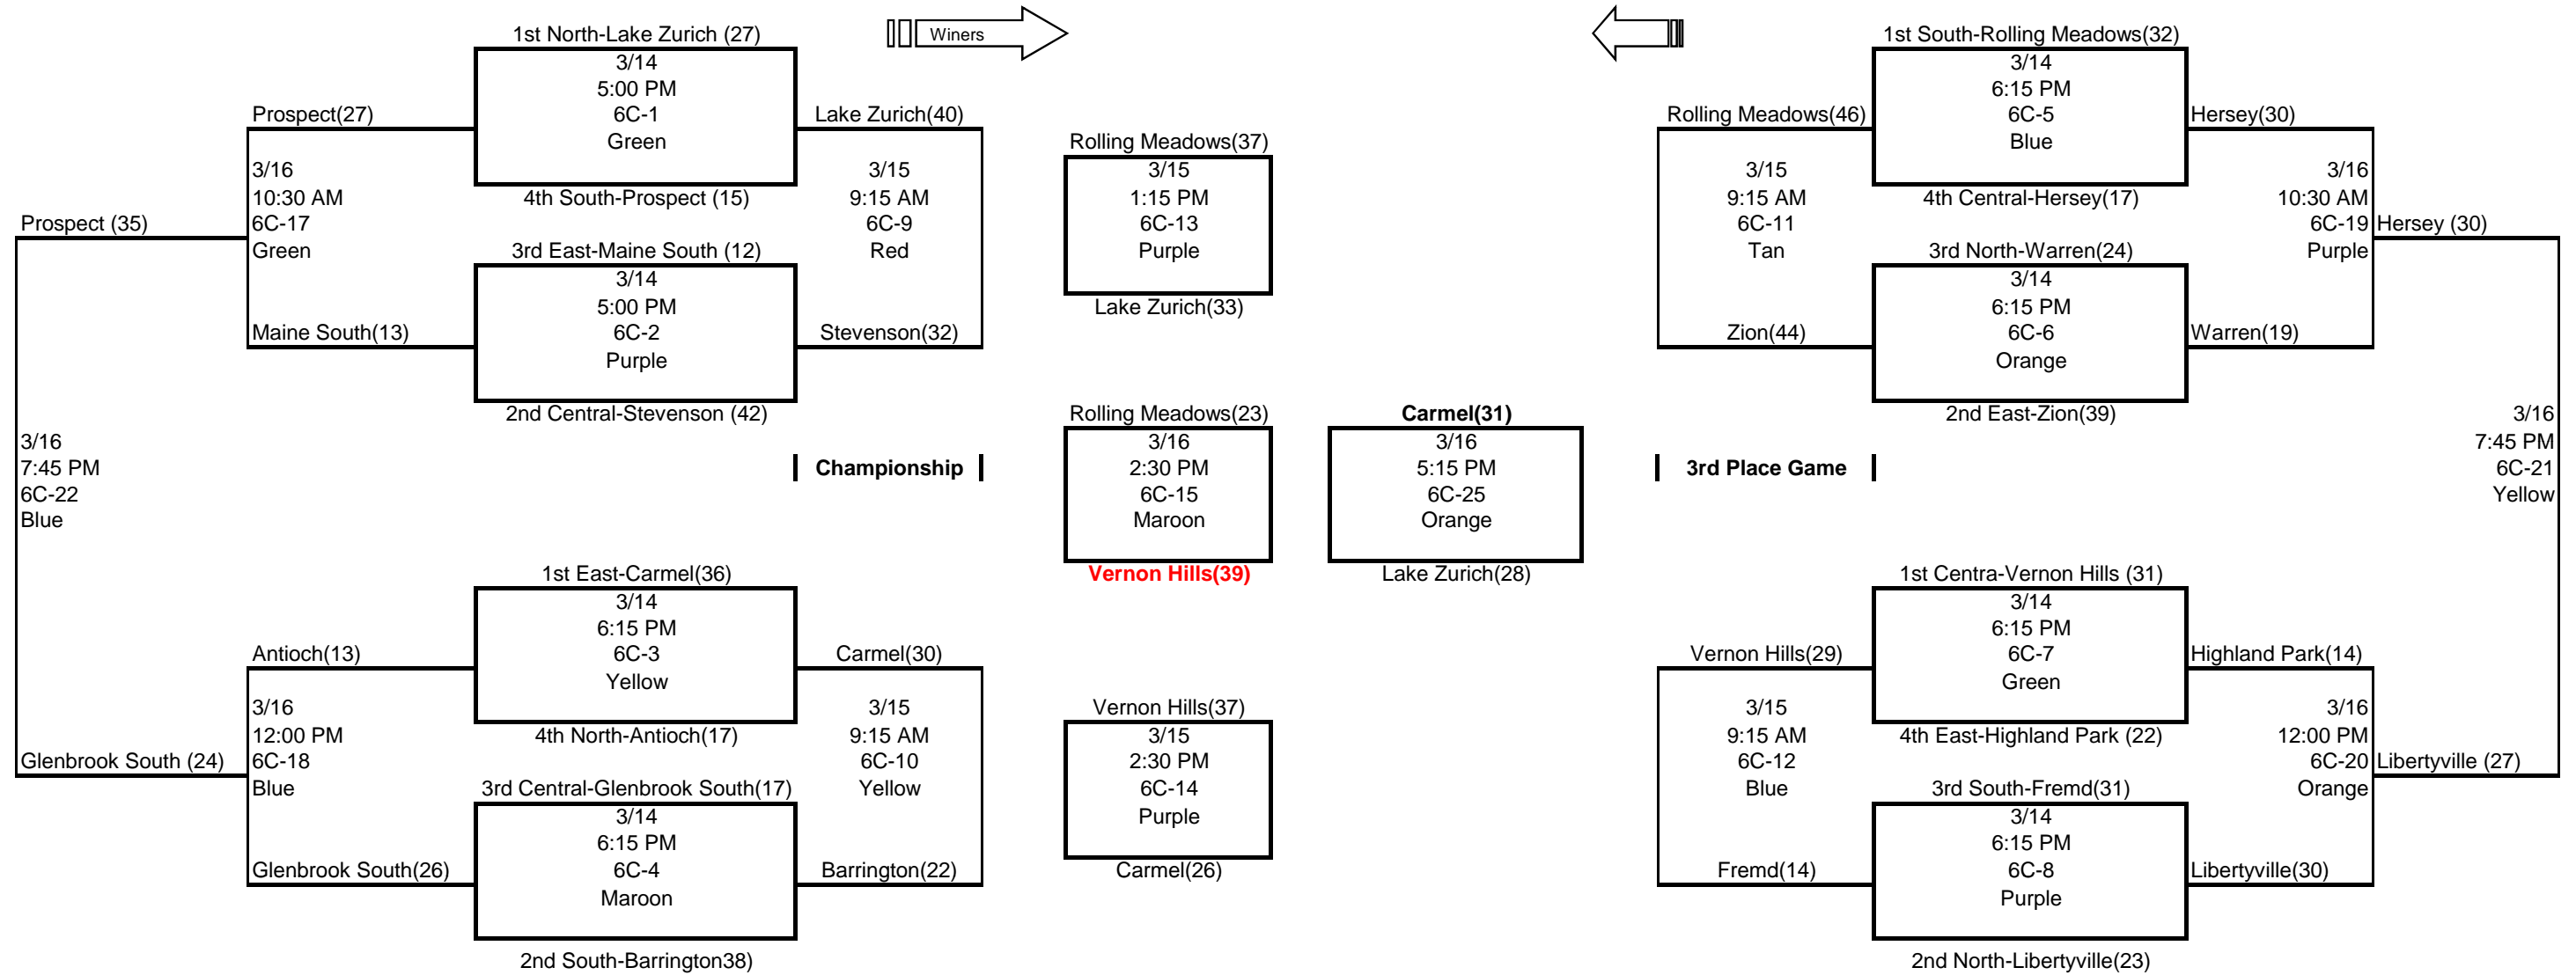 Winers
1st North-Lake Zurich (27)
3/14
5:00 PM
6C-1
Green
4th South-Prospect (15)
3rd East-Maine South (12)
3/14
5:00 PM
6C-2
Purple
2nd Central-Stevenson (42)
Prospect(27)
3/16
10:30 AM
6C-17
Green
Maine South(13)
Prospect (35)
3/16
7:45 PM
6C-22
Blue
Glenbrook South (24)
Lake Zurich(40)
3/15
9:15 AM
6C-9
Red
Stevenson(32)
Championship
1st East-Carmel(36)
3/14
6:15 PM
6C-3
Yellow
4th North-Antioch(17)
3rd Central-Glenbrook South(17)
3/14
6:15 PM
6C-4
Maroon
2nd South-Barrington38)
Antioch(13)
3/16
12:00 PM
6C-18
Blue
Glenbrook South(26)
Carmel(30)
3/15
9:15 AM
6C-10
Yellow
Barrington(22)
Rolling Meadows(37)
3/15
1:15 PM
6C-13
Purple
Lake Zurich(33)
Rolling Meadows(23)
3/16
2:30 PM
6C-15
Maroon
Vernon Hills(39)
Carmel(31)
3/16
5:15 PM
6C-25
Orange
Lake Zurich(28)
Vernon Hills(37)
3/15
2:30 PM
6C-14
Purple
Carmel(26)
3rd Place Game
Rolling Meadows(46)
3/15
9:15 AM
6C-11
Tan
Zion(44)
1st South-Rolling Meadows(32)
3/14
6:15 PM
6C-5
Blue
4th Central-Hersey(17)
3rd North-Warren(24)
3/14
6:15 PM
6C-6
Orange
2nd East-Zion(39)
Hersey(30)
3/16
10:30 AM
6C-19
Purple
Warren(19)
Hersey (30)
3/16
7:45 PM
6C-21
Yellow
Libertyville (27)
Vernon Hills(29)
3/15
9:15 AM
6C-12
Blue
Fremd(14)
1st Centra-Vernon Hills (31)
3/14
6:15 PM
6C-7
Green
4th East-Highland Park (22)
3rd South-Fremd(31)
3/14
6:15 PM
6C-8
Purple
2nd North-Libertyville(23)
Highland Park(14)
3/16
12:00 PM
6C-20
Orange
Libertyville(30)